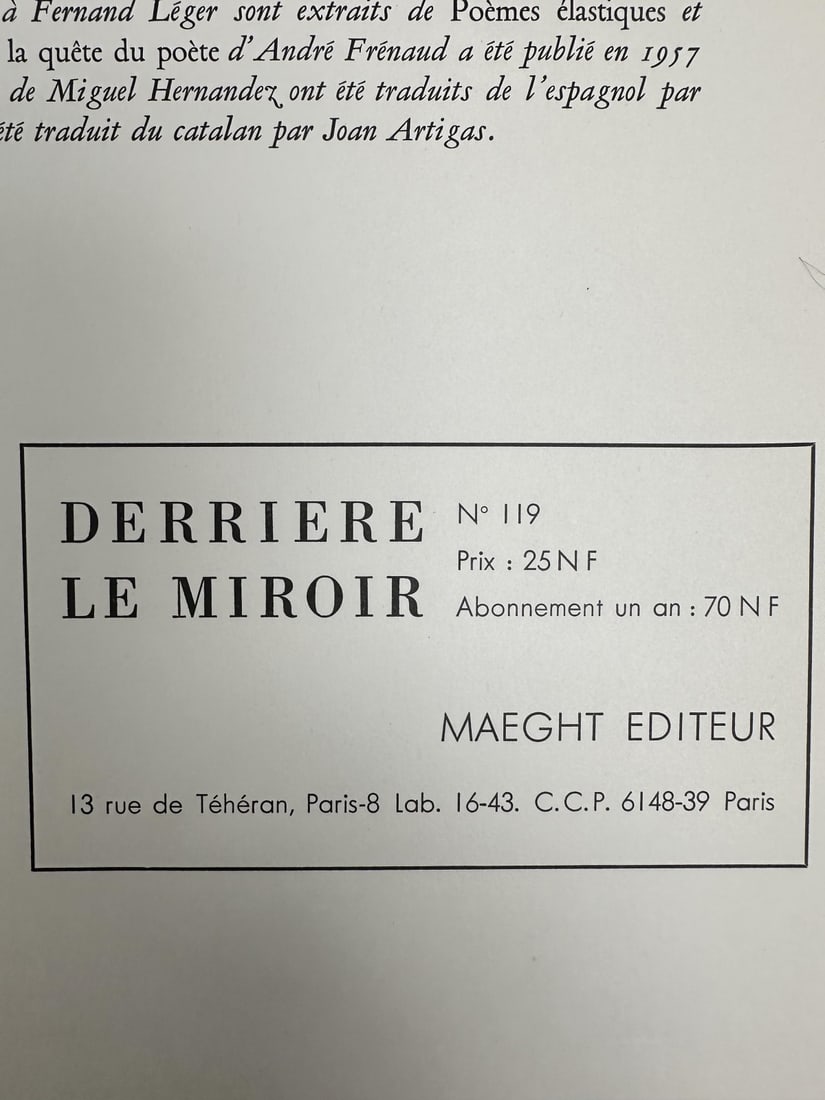 à Fernand Léger sont extraits de Poèmes élastiques et
la quête du poète d'André Frénaud a été publié en 1957
de Miguel Hernandez ont été traduits de l'espagnol par
été traduit du catalan par Joan Artigas.
DERRIERE
LE MIROIR
N° 119
Prix : 25 NF
Abonnement un an : 70 NF
MAEGHT EDITEUR
13 rue de Téhéran, Paris-8 Lab. 16-43. C.C.P. 6148-39 Paris